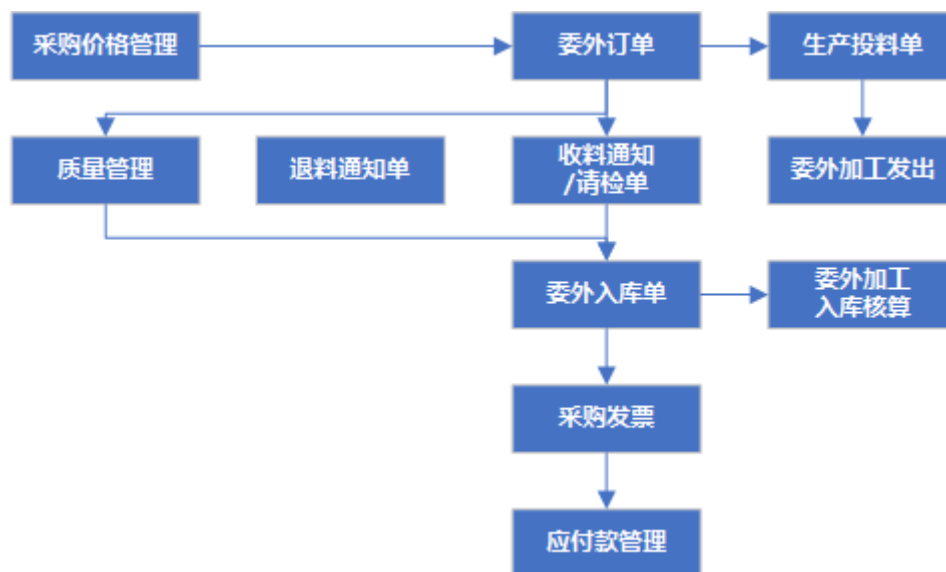 采购价格管理
委外订单
生产投料单
质量管理
退料通知单
收料通知
/请检单
委外加工发出
委外入库单
委外加工
入库核算
采购发票
应付款管理